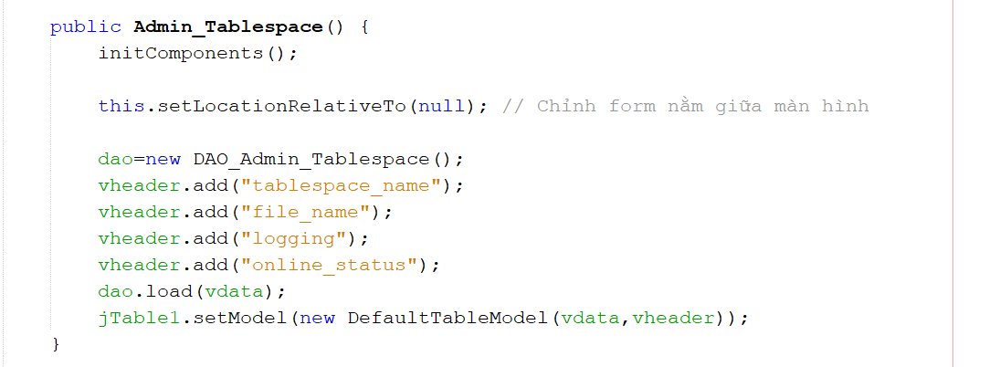 public Admin_Tablespace() {
initComponents();
this.setLocationRelativeTo(null); // Chỉnh form nằm giữa màn hình
dao=new DAO_Admin_Tablespace();
vheader.add("tablespace_name");
vheader.add("file_name");
vheader.add("logging");
vheader.add("online_status");
dao.load(vdata);
jTable1.setModel(new DefaultTableModel(vdata,vheader));
}